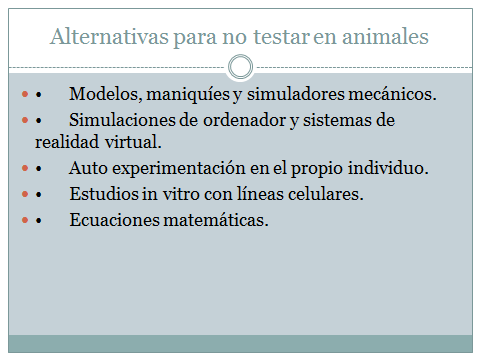 Alternativas para no testar en animales
• • Modelos, maniquíes y simuladores mecánicos.
• • Simulaciones de ordenador y sistemas de
realidad virtual.
• • Auto experimentación en el propio individuo.
• • Estudios in vitro con líneas celulares.
• • Ecuaciones matemáticas.